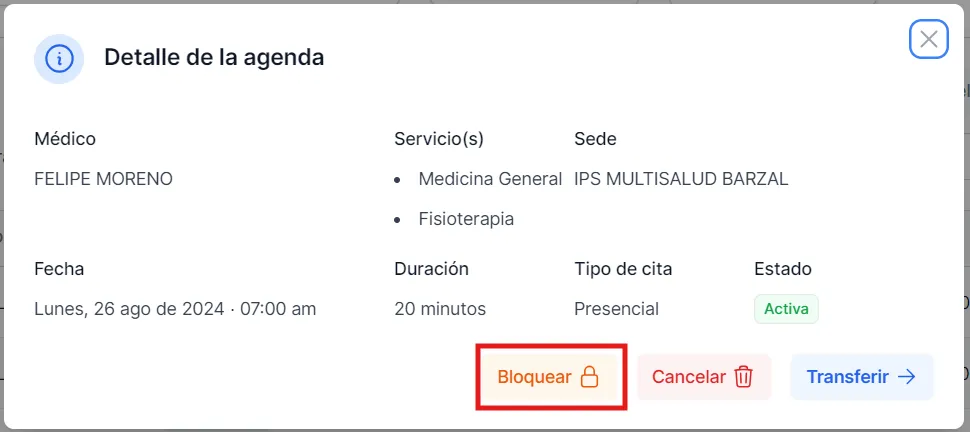 Detalle de la agenda
Médico
Servicio(s)
Sede
FELIPE MORENO
• Medicina General
IPS MULTISALUD BARZAL
• Fisioterapia
Fecha
Duración
Tipo de cita
Estado
Lunes, 26 ago de 2024 · 07:00 am
20 minutos
Presencial
Activa
Bloquear
Cancelar
Transferir